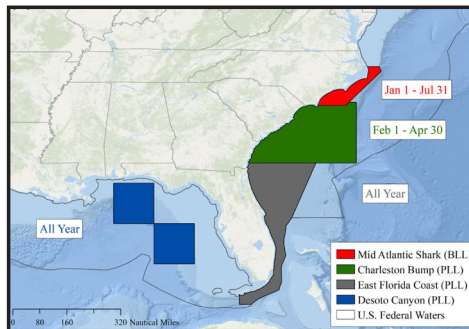 Jan 1 - Jul 31
Feb 1 - Apr 30
All Year
All Year
Mid Atlantic Shark (BLL)
Charleston Bump (PLL)
East Florida Coast (PLL)
Desoto Canyon (PLL)
U.S. Federal Waters
0 80 160 320 Nautical Miles